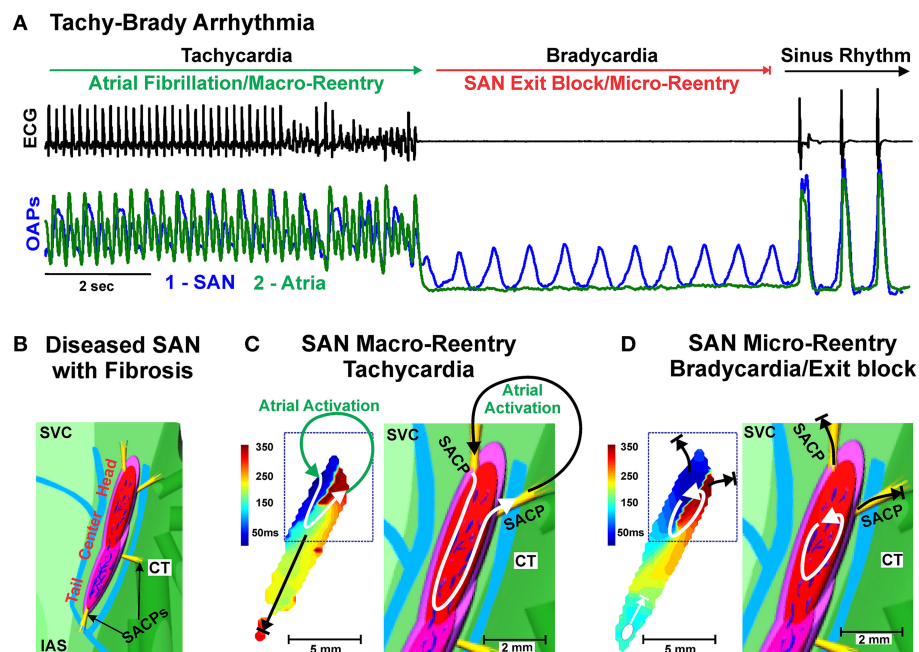 A Tachy-Brady Arrhythmia
Tachycardia
Atrial Fibrillation/Macro-Reentry
Bradycardia
SAN Exit Block/Micro-Reentry
Sinus Rhythm
ECG
OAPs
2 sec
1 - SAN 2 - Atria
B Diseased SAN
with Fibrosis
SVC
Head
Center
Tail
CT
SACPs
IAS
C SAN Macro-Reentry
Tachycardia
Atrial Activation
350
250
150
50ms
5 mm
Atrial
Activation
SVC
SACP
SACP
CT
2 mm
D SAN Micro-Reentry
Bradycardia/Exit block
350
250
150
50ms
5 mm
SVC
SACP
SACP
CT
2 mm